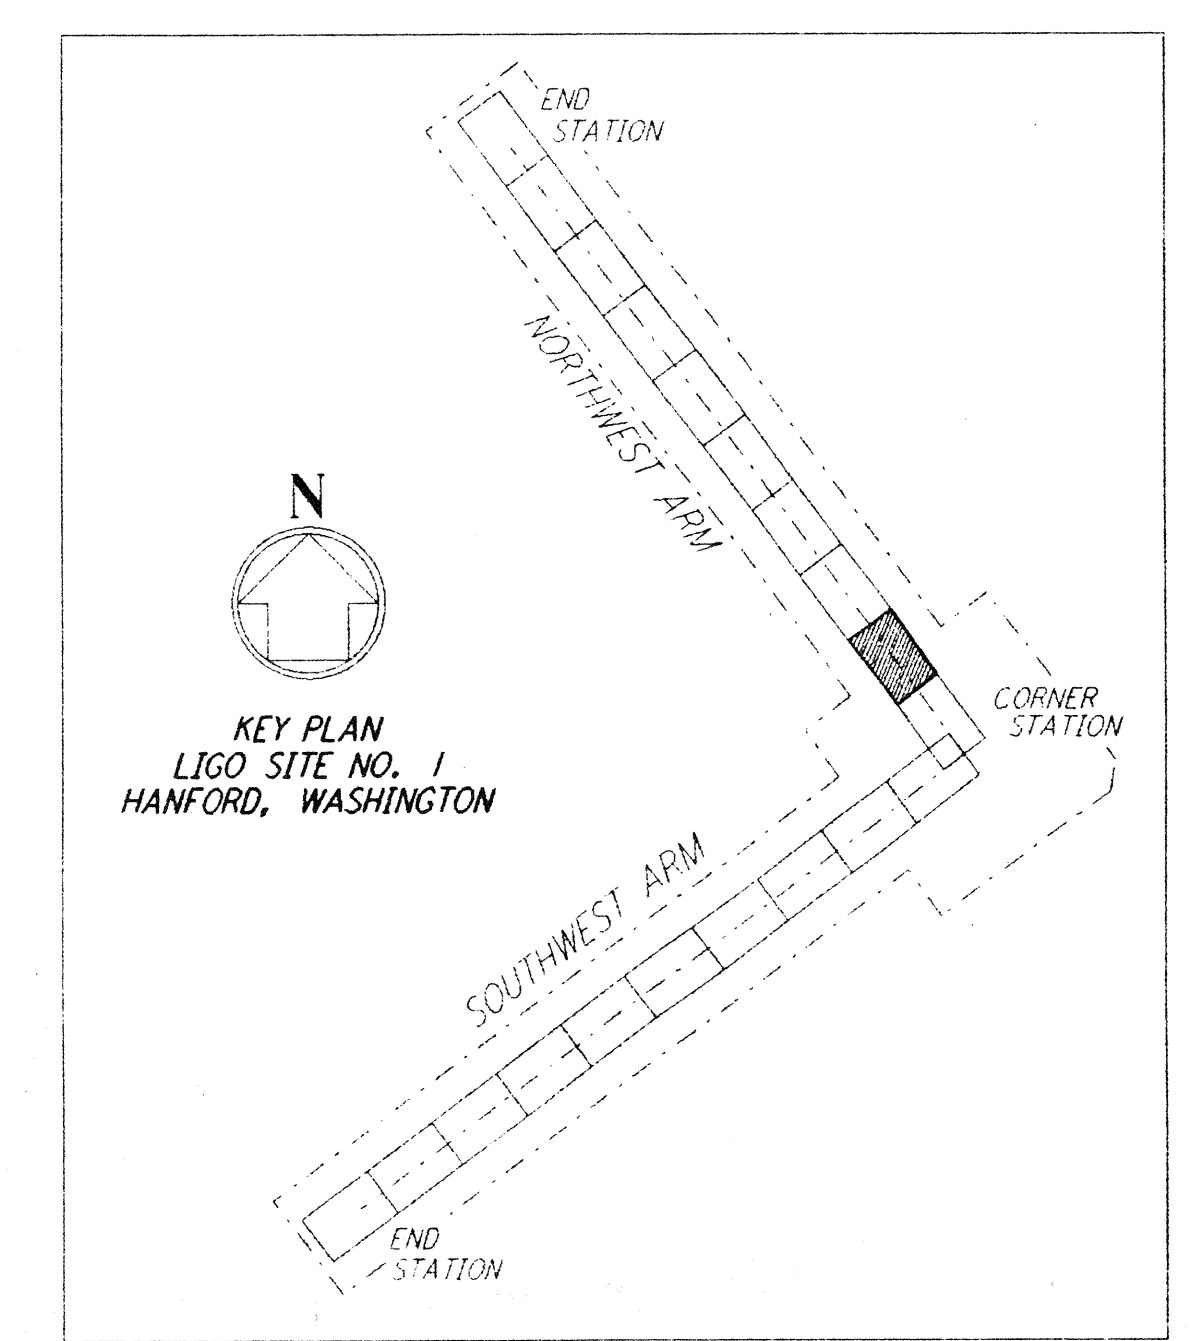 END
STATION
NORTHWEST ARM
N
KEY PLAN
LIGO SITE NO. 1
HANFORD, WASHINGTON
CORNER
STATION
SOUTHWEST ARM
END
STATION